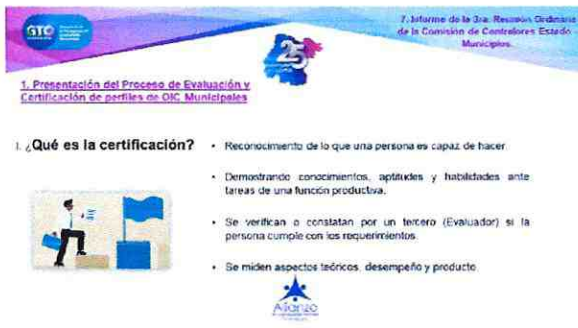 GTO
7. Informe de la 3ra. Reunión Ordinaria
de la Comisión de Contralores Estado -
Municipios.
25
1. Presentación del Proceso de Evaluación y
Certificación de perfiles de OIC Municipales
I. ¿Qué es la certificación?
• Reconocimiento de lo que una persona es capaz de hacer.
• Demostrando conocimientos, aptitudes y habilidades ante
tareas de una función productiva.
• Se verifican o constatan por un tercero (Evaluador) si la
persona cumple con los requerimientos.
• Se miden aspectos teóricos, desempeño y producto.
Alianza